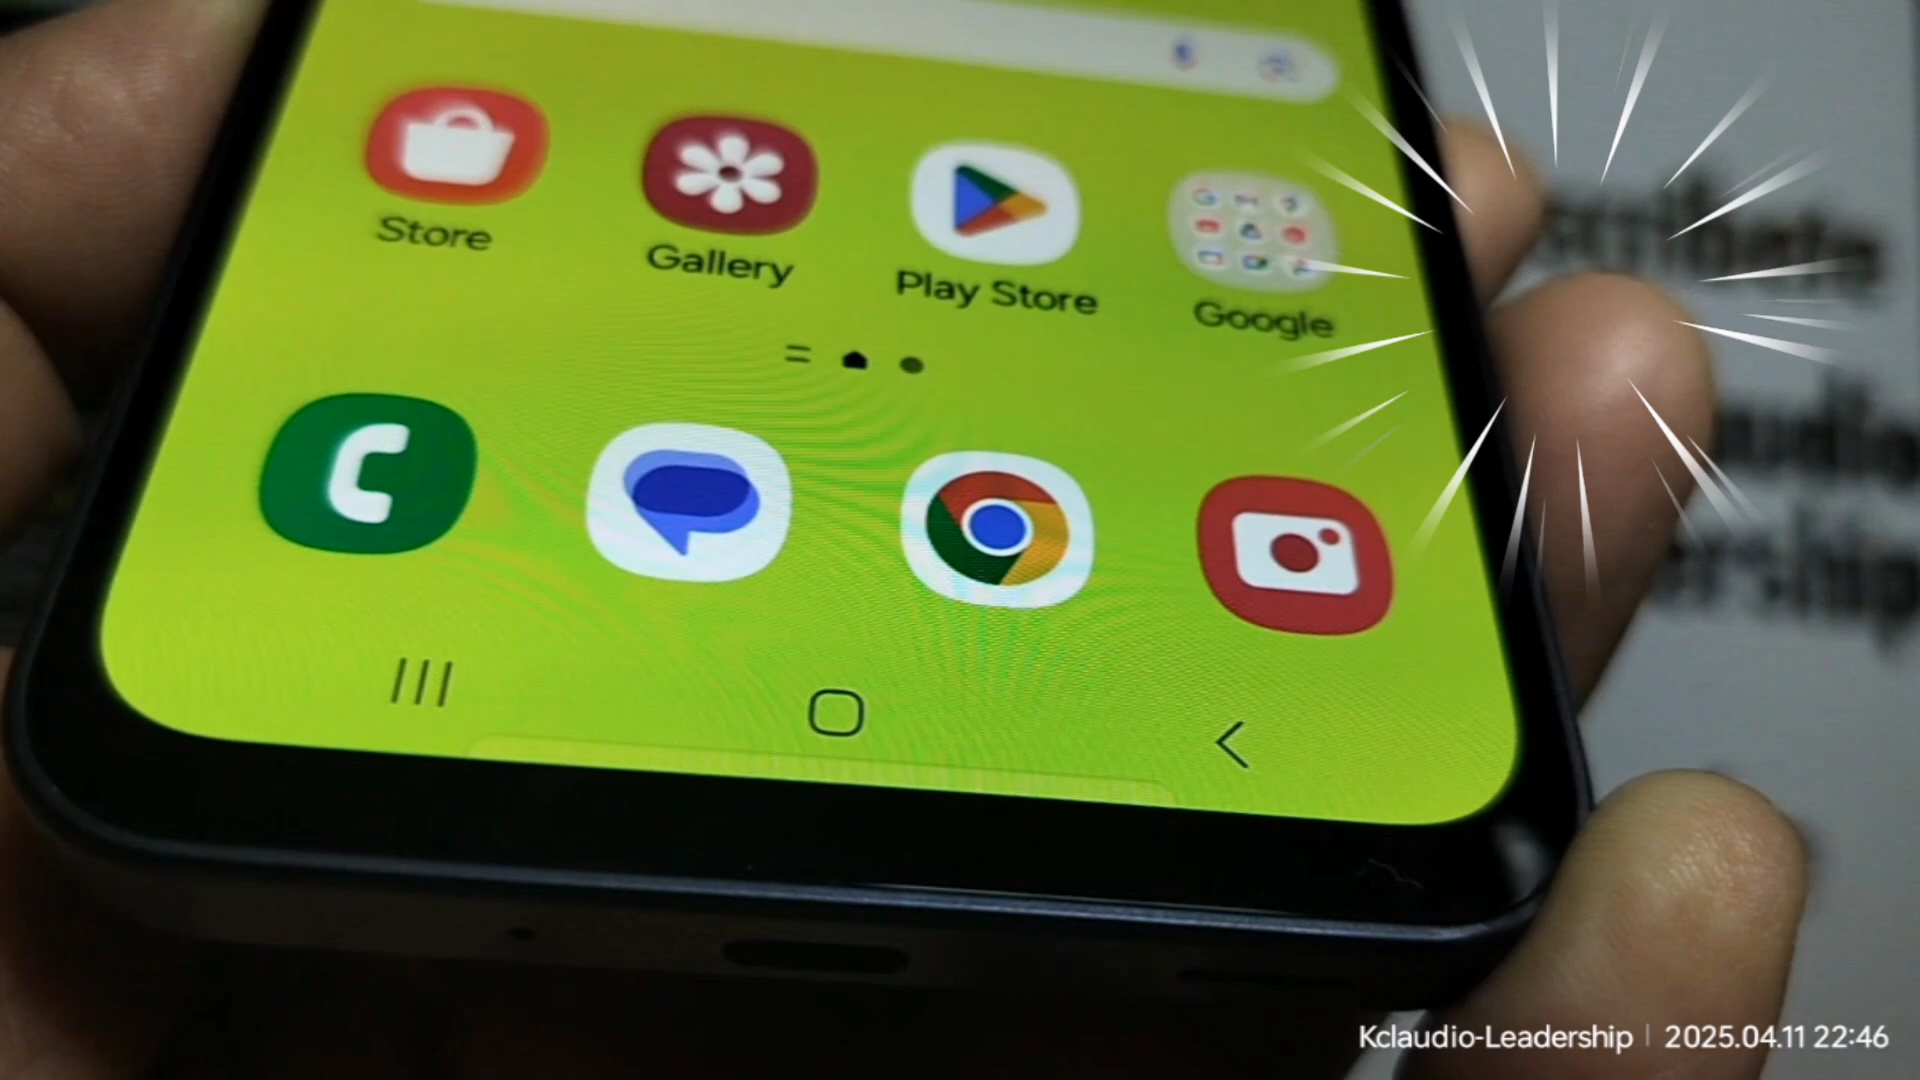 Store
Gallery
Play Store
Google
Kclaudio-Leadership | 2025.04.11 22:46